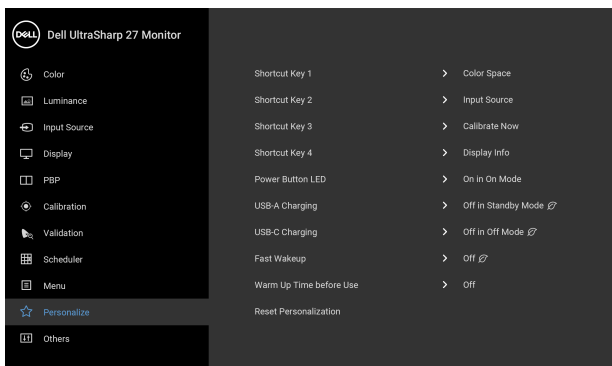 DELL Dell UltraSharp 27 Monitor
Color
Luminance
Input Source
Display
PBP
Calibration
Validation
Scheduler
Menu
Personalize
Others
Shortcut Key 1 > Color Space
Shortcut Key 2 > Input Source
Shortcut Key 3 > Calibrate Now
Shortcut Key 4 > Display Info
Power Button LED > On in On Mode
USB-A Charging > Off in Standby Mode
USB-C Charging > Off in Off Mode
Fast Wakeup > Off
Warm Up Time before Use > Off
Reset Personalization